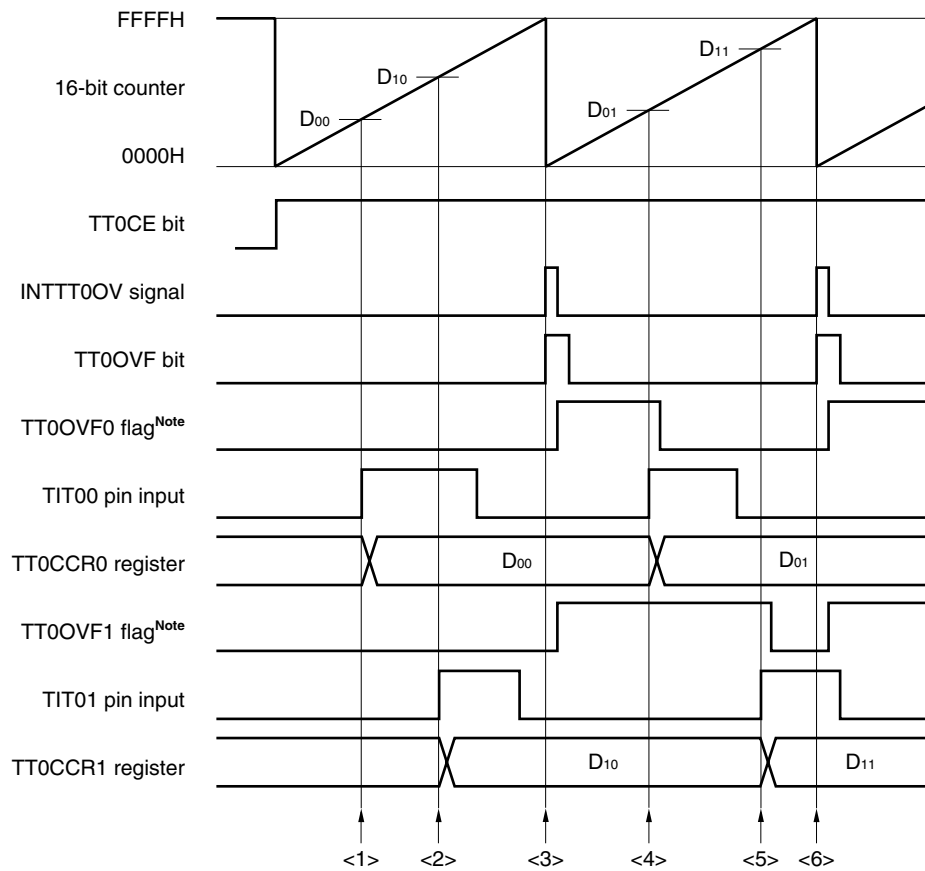 FFFFH
D11
D10
16-bit counter
D01
D00
0000H
TT0CE bit
INTTT0OV signal
TT0OVF bit
TT0OVF0 flagNote
TIT00 pin input
TT0CCR0 register
D00
D01
TT0OVF1 flagNote
TIT01 pin input
TT0CCR1 register
D10
D11
<1> <2> <3> <4> <5> <6>